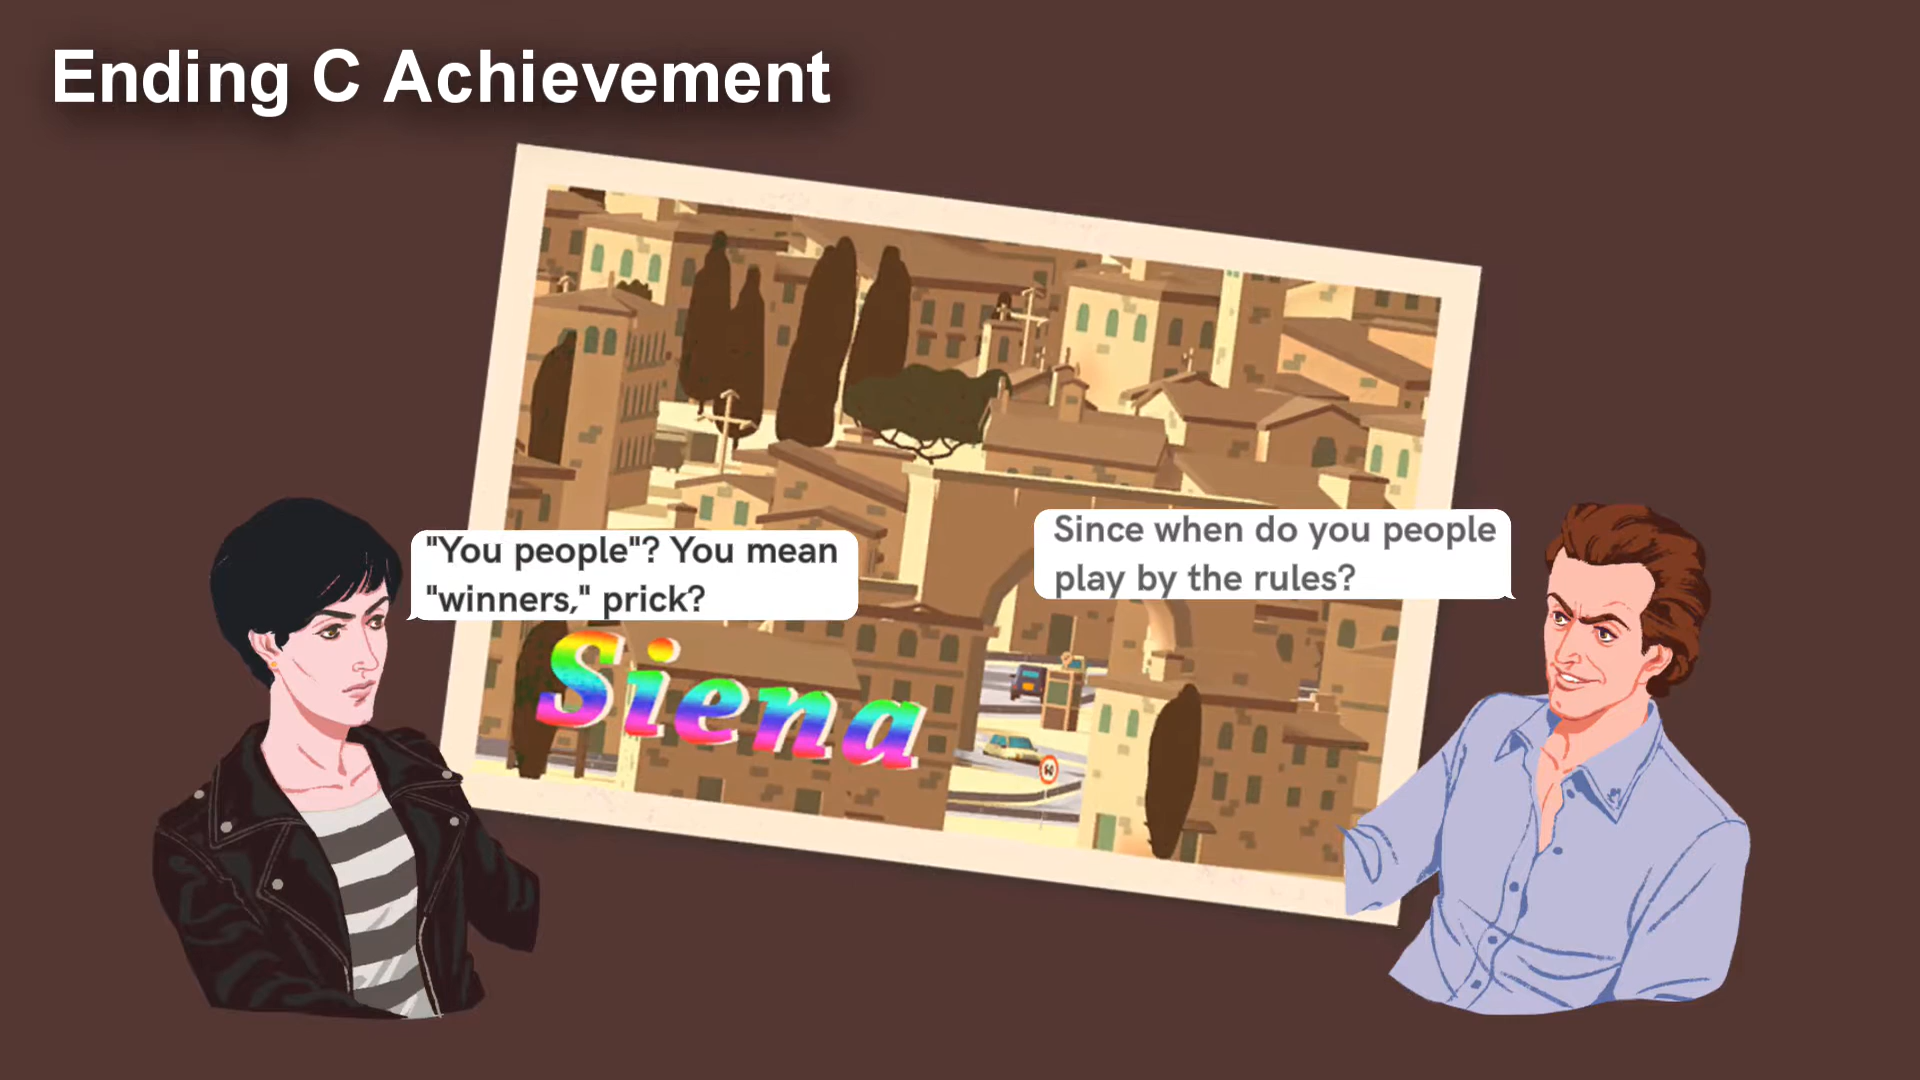 Ending C Achievement
Since when do you people
play by the rules?
"You people"? You mean
"winners," prick?
Siena